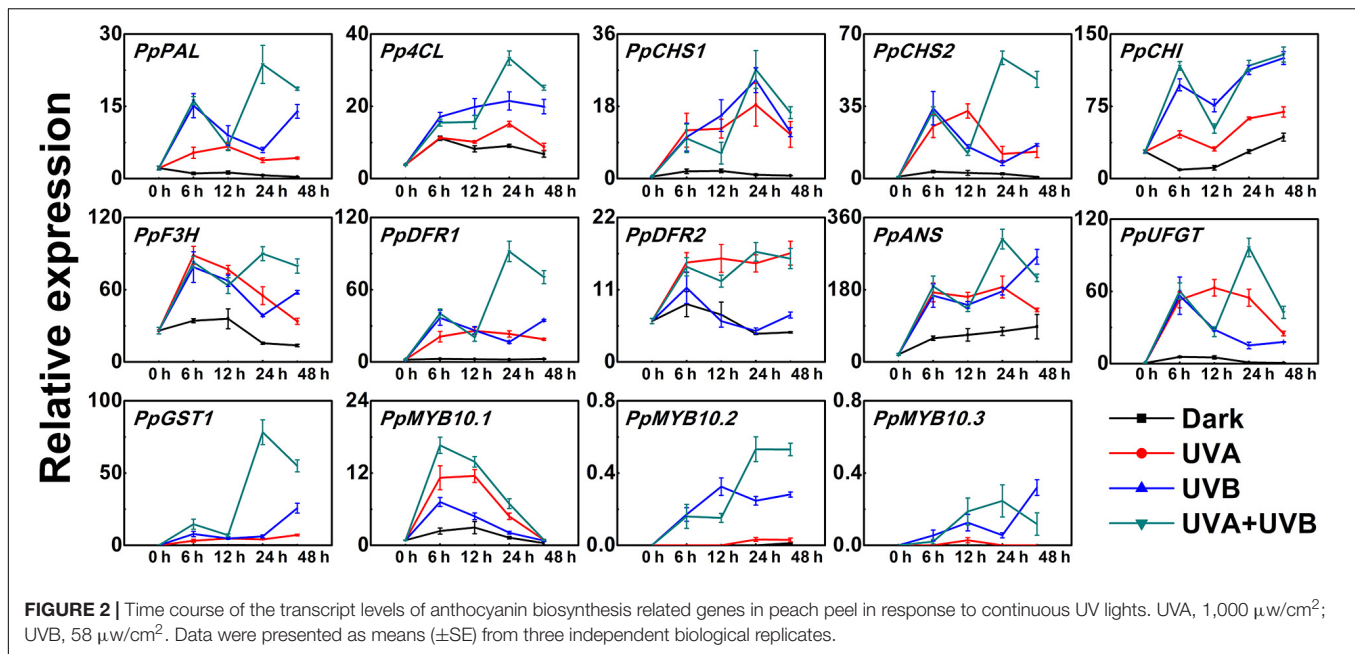 Relative expression
30
15
0
PpPAL
0 h 6 h 12 h 24 h 48 h
40
20
0
Pp4CL
0 h 6 h 12 h 24 h 48 h
36
18
0
PpCHS1
0 h 6 h 12 h 24 h 48 h
70
35
0
PpCHS2
0 h 6 h 12 h 24 h 48 h
150
75
0
PpCHI
0 h 6 h 12 h 24 h 48 h
120
60
0
PpF3H
0 h 6 h 12 h 24 h 48 h
120
60
0
PpDFR1
0 h 6 h 12 h 24 h 48 h
22
11
0
PpDFR2
0 h 6 h 12 h 24 h 48 h
360
180
0
PpANS
0 h 6 h 12 h 24 h 48 h
120
60
0
PpUFGT
0 h 6 h 12 h 24 h 48 h
100
50
0
PpGST1
0 h 6 h 12 h 24 h 48 h
24
12
0
PpMYB10.1
0 h 6 h 12 h 24 h 48 h
0.8
0.4
0.0
PpMYB10.2
0 h 6 h 12 h 24 h 48 h
0.8
0.4
0.0
PpMYB10.3
0 h 6 h 12 h 24 h 48 h
Dark
UVA
UVB
UVA+UVB
FIGURE 2 | Time course of the transcript levels of anthocyanin biosynthesis related genes in peach peel in response to continuous UV lights. UVA, 1,000 μw/cm²;
UVB, 58 μw/cm². Data were presented as means (±SE) from three independent biological replicates.